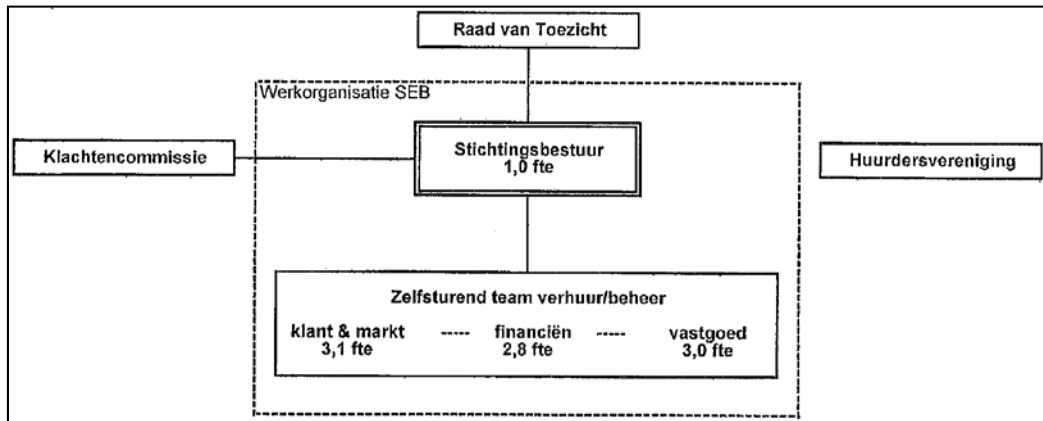 Raad van Toezicht
Werkorganisatie SEB
Klachtencommissie
Stichtingsbestuur
1,0 fte
Huurdersvereniging
Zelfsturend team verhuur/beheer
klant & markt ----- financiën ----- vastgoed
3,1 fte 2,8 fte 3,0 fte